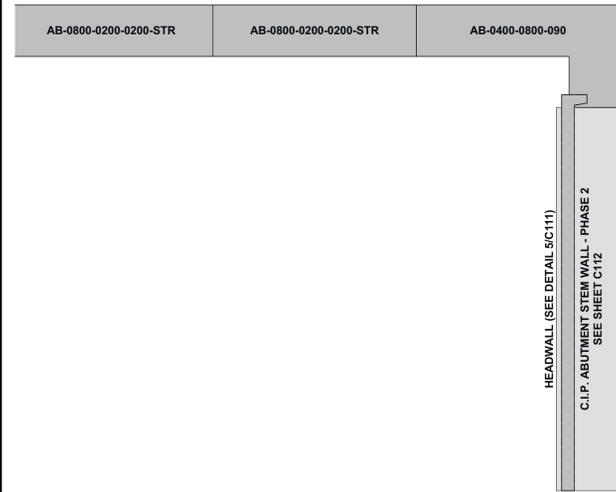 AB-0800-0200-0200-STR
AB-0800-0200-0200-STR
AB-0400-0800-090
HEADWALL (SEE DETAIL 5/C111)
C.I.P. ABUTMENT STEM WALL - PHASE 2
SEE SHEET C112